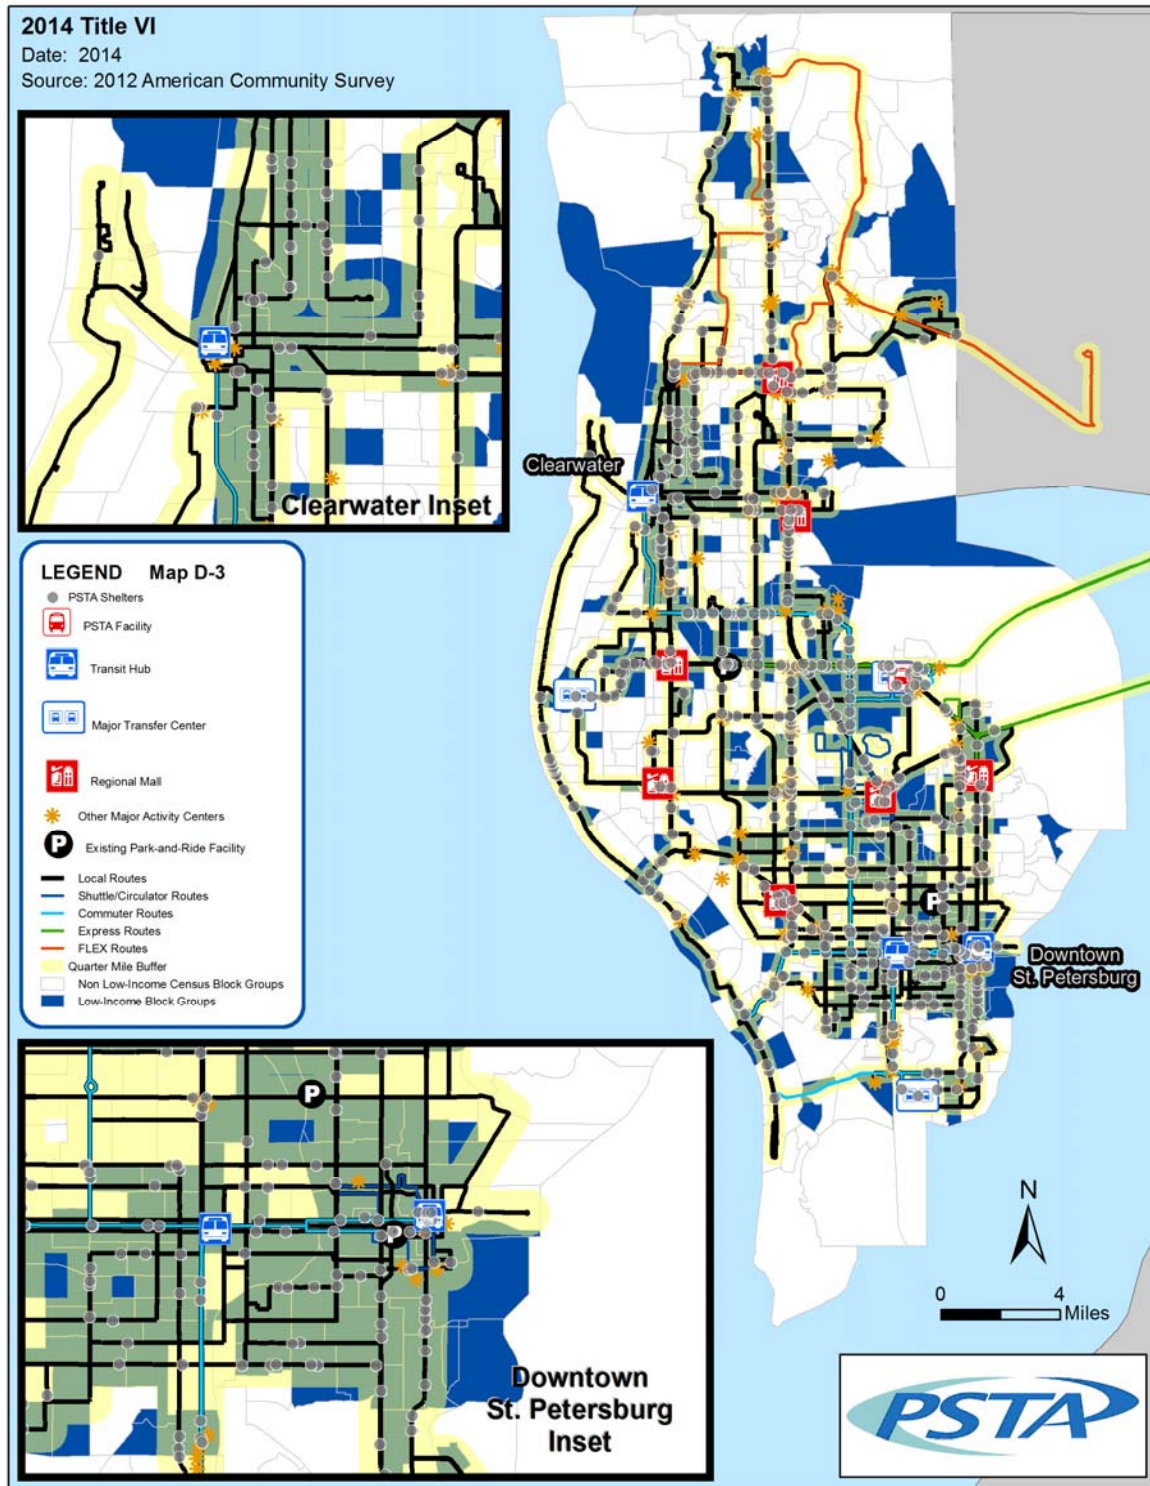 2014 Title VI
Date: 2014
Source: 2012 American Community Survey
Clearwater Inset
Clearwater
LEGEND Map D-3
PSTA Shelters
PSTA Facility
Transit Hub
Major Transfer Center
Regional Mall
Other Major Activity Centers
P
Existing Park-and-Ride Facility
Local Routes
Shuttle/Circulator Routes
Commuter Routes
Express Routes
FLEX Routes
Quarter Mile Buffer
Non Low-Income Census Block Groups
Low-Income Block Groups
P
P
Downtown
St. Petersburg
P
P
Downtown
St. Petersburg
Inset
N
0 4
Miles
PSTA